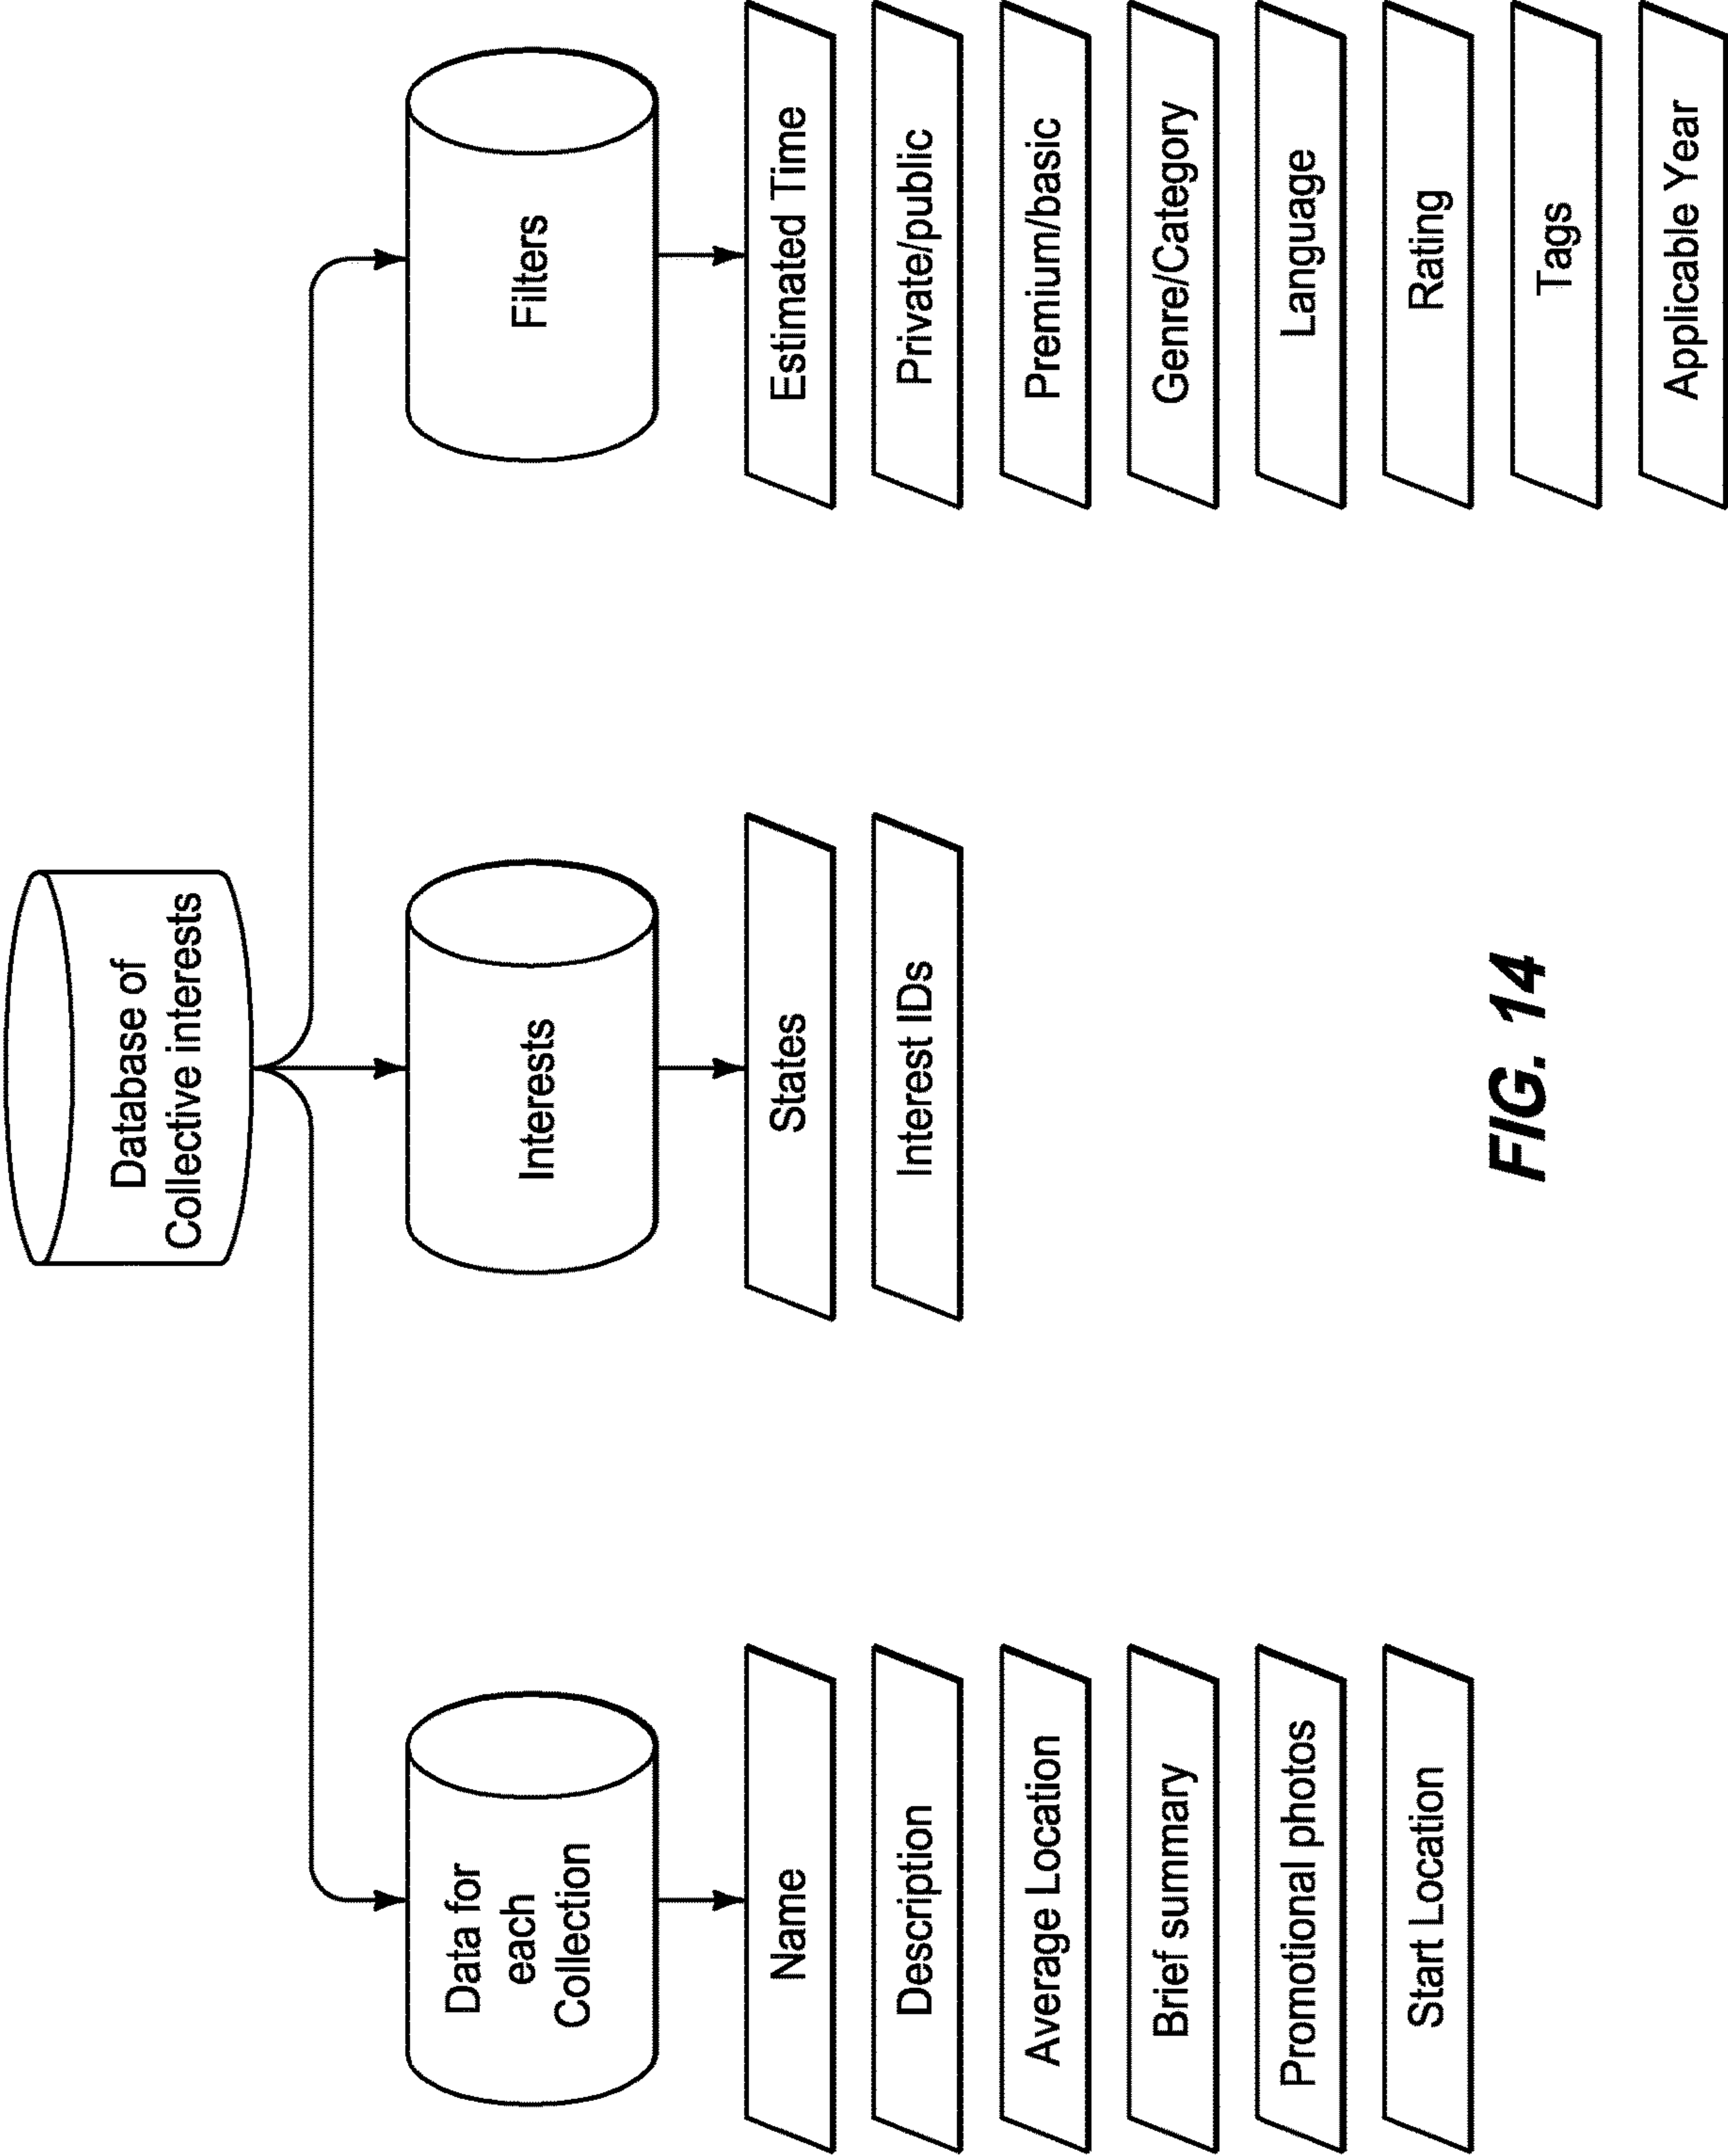 Database of
Collective interests
Data for
each
Collection
Name
Description
Average Location
Brief summary
Promotional photos
Start Location
Interests
States
Interest IDs
Filters
Estimated Time
Private/public
Premium/basic
Genre/Category
Language
Rating
Tags
Applicable Year
FIG. 14